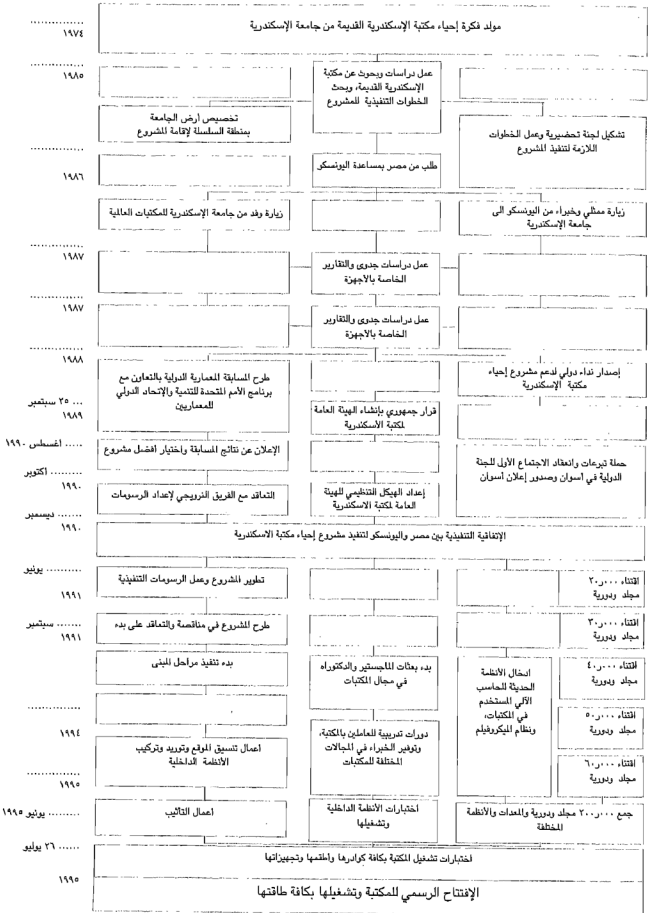 ..............
مولد فكرة إحياء مكتبة الإسكندرية القديمة من جامعة الإسكندرية
١٩٧٤
..............
١٩٨٥
عمل دراسات وبحوث عن مكتبة
الإسكندرية القديمة، وبحث
الخطوات التنفيذية للمشروع
تخصيص أرض الجامعة
بمنطقة السلسلة لإقامة المشروع
تشكيل لجنة تحضيرية وعمل الخطوات
اللازمة لتنفيذ المشروع
..............
طلب من مصر بمساعدة اليونسكو
١٩٨٦
زيارة ممثلي وخبراء من اليونسكو الى
جامعة الإسكندرية
زيارة وفد من جامعة الإسكندرية للمكتبات العالمية
..............
١٩٨٧
عمل دراسات جدوى والتقارير
الخاصة بالأجهزة
..............
١٩٨٧
عمل دراسات جدوى والتقارير
الخاصة بالأجهزة
..............
١٩٨٨
إصدار نداء دولي لدعم مشروع إحياء
مكتبة الإسكندرية
طرح المسابقة المعمارية الدولية بالتعاون مع
برنامج الأمم المتحدة للتنمية والإتحاد الدولي
للمعماريين
... ٢٥ سبتمبر
١٩٨٩
قرار جمهوري بإنشاء الهيئة العامة
لمكتبة الاسكندرية
..... اغسطس ١٩٩٠
الإعلان عن نتائج المسابقة وإختيار أفضل مشروع
حملة تبرعات وانعقاد الاجتماع الأول للجنة
الدولية في أسوان وصدور إعلان أسوان
......... اكتوبر
١٩٩٠
إعداد الهيكل التنظيمي للهيئة
العامة لمكتبة الاسكندرية
التعاقد مع الفريق النرويجي لإعداد الرسومات
........ ديسمبر
١٩٩٠
الإتفاقية التنفيذية بين مصر واليونسكو لتنفيذ مشروع إحياء مكتبة الاسكندرية
.......... يونيو
١٩٩١
تطوير المشروع وعمل الرسومات التنفيذية
اقتناء ٢٠٫٠٠٠
مجلد ودورية
........ سبتمبر
١٩٩١
طرح المشروع في مناقصة والتعاقد على بدء
اقتناء ٣٠٫٠٠٠
مجلد ودورية
بدء تنفيذ مراحل المبنى
بدء بعثات الماجستير والدكتوراه
في مجال المكتبات
ادخال الأنظمة
الحديثة للحاسب
الآلي المستخدم
في المكتبات،
ونظام الميكروفيلم
اقتناء ٤٠٫٠٠٠
مجلد ودورية
..............
١٩٩٤
اقتناء ٥٠٫٠٠٠
مجلد ودورية
دورات تدريبية للعاملين بالمكتبة،
وتوفير الخبراء في المجالات
المختلفة للمكتبات
اعمال تنسيق الموقع وتوريد وتركيب
الأنظمة الداخلية
اقتناء ٦٠٫٠٠٠
مجلد ودورية
..............
١٩٩٥
......... يونيو ١٩٩٥
جمع ٢٠٠٫٠٠٠ مجلد ودورية والمعدات والأنظمة
المختلفة
اختبارات الأنظمة الداخلية
وتشغيلها
اعمال التأثيب
...... ٢٦ يوليو
اختبارات تشغيل المكتبة بكافة كوادرها واطقمها وتجهيزاتها
١٩٩٥
الإفتتاح الرسمي للمكتبة وتشغيلها بكافة طاقتها